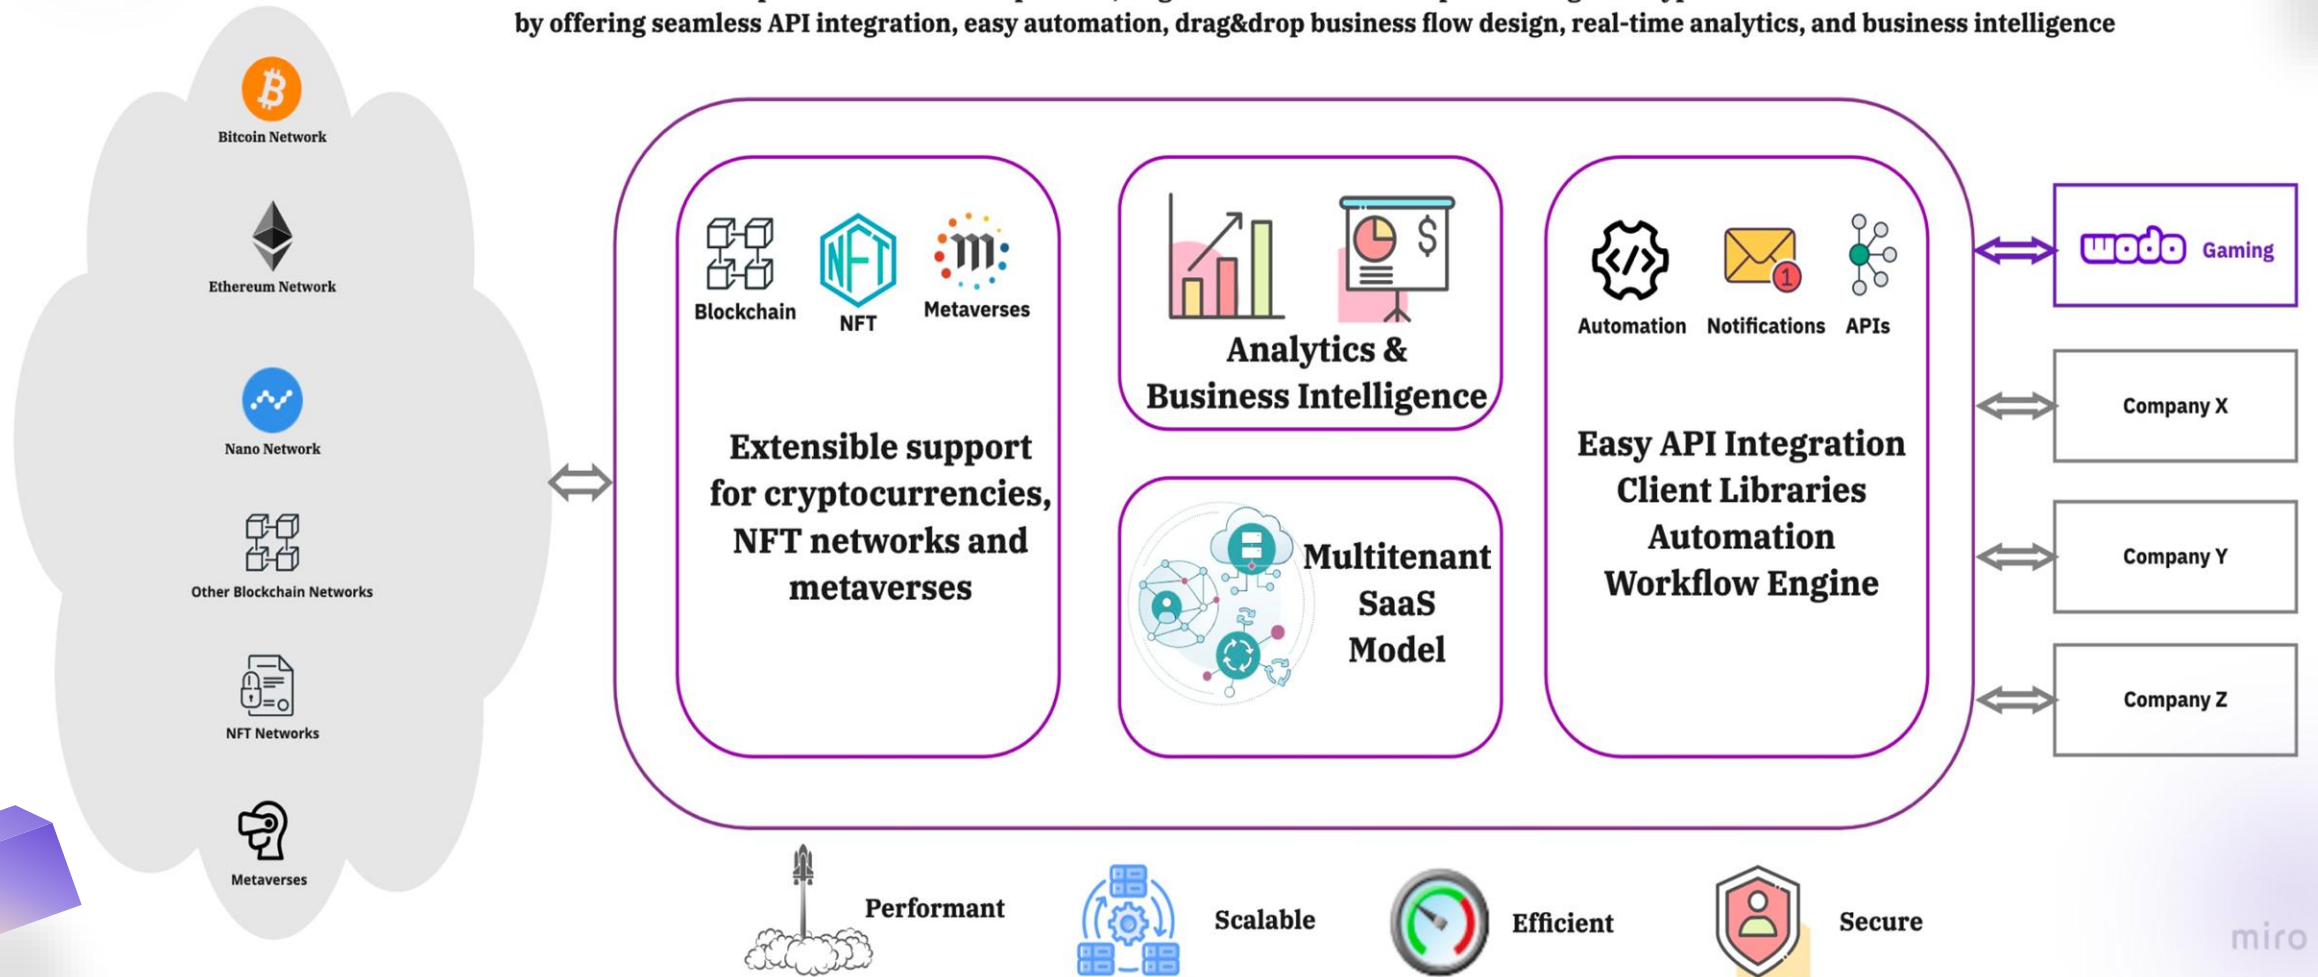 by offering seamless API integration, easy automation, drag&drop business flow design, real-time analytics, and business intelligence
Bitcoin Network
Ethereum Network
Nano Network
Other Blockchain Networks
NFT Networks
Metaverses
Blockchain
NFT
NFT
m
Metaverses
Extensible support
for cryptocurrencies,
NFT networks and
metaverses
$
Analytics &
Business Intelligence
Multitenant
SaaS
Model
</>
1
Automation
Notifications
APIs
Easy API Integration
Client Libraries
Automation
Workflow Engine
wodo Gaming
Company X
Company Y
Company Z
Performant
Scalable
Efficient
Secure
miro